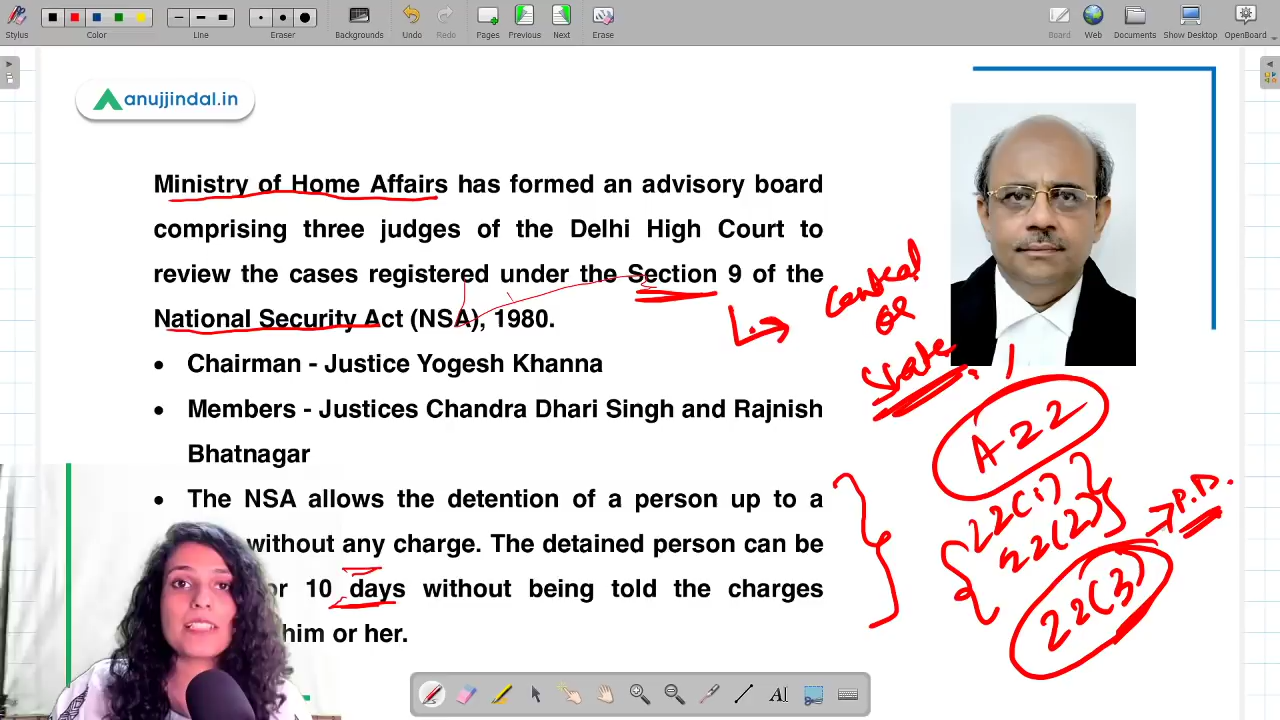 Stylus
Color
Line
Eraser
Backgrounds
Undo
Redo
Pages
Previous
Next
Erase
Board
Web
Documents
Show Desktop
OpenBoard
anujjindal.in
Ministry of Home Affairs has formed an advisory board
comprising three judges of the Delhi High Court to
review the cases registered under the Section 9 of the
National Security Act (NSA), 1980.
• Chairman - Justice Yogesh Khanna
• Members - Justices Chandra Dhari Singh and Rajnish
Bhatnagar
• The NSA allows the detention of a person up to a
without any charge. The detained person can be
or 10 days without being told the charges
him or her.
Central
or
State
A22
22(1)
22(2)
22(3)
P.D.
AI